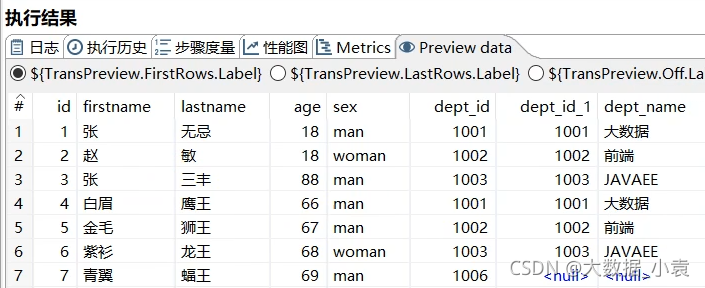 执行结果
日志 执行历史 步骤度量 性能图 Metrics Preview data
${TransPreview.FirstRows.Label} ${TransPreview.LastRows.Label} ${TransPreview.Off.La
# id firstname lastname age sex dept_id dept_id_1 dept_name
1 1 张 无忌 18 man 1001 1001 大数据
2 2 赵 敏 18 woman 1002 1002 前端
3 3 张 三丰 88 man 1003 1003 JAVAEE
4 4 白眉 鹰王 66 man 1001 1001 大数据
5 5 金毛 狮王 67 man 1002 1002 前端
6 6 紫衫 龙王 68 woman 1003 1003 JAVAEE
7 7 青翼 蝠王 69 man 1006 <null> <null>
CSDN @大数据_小袁